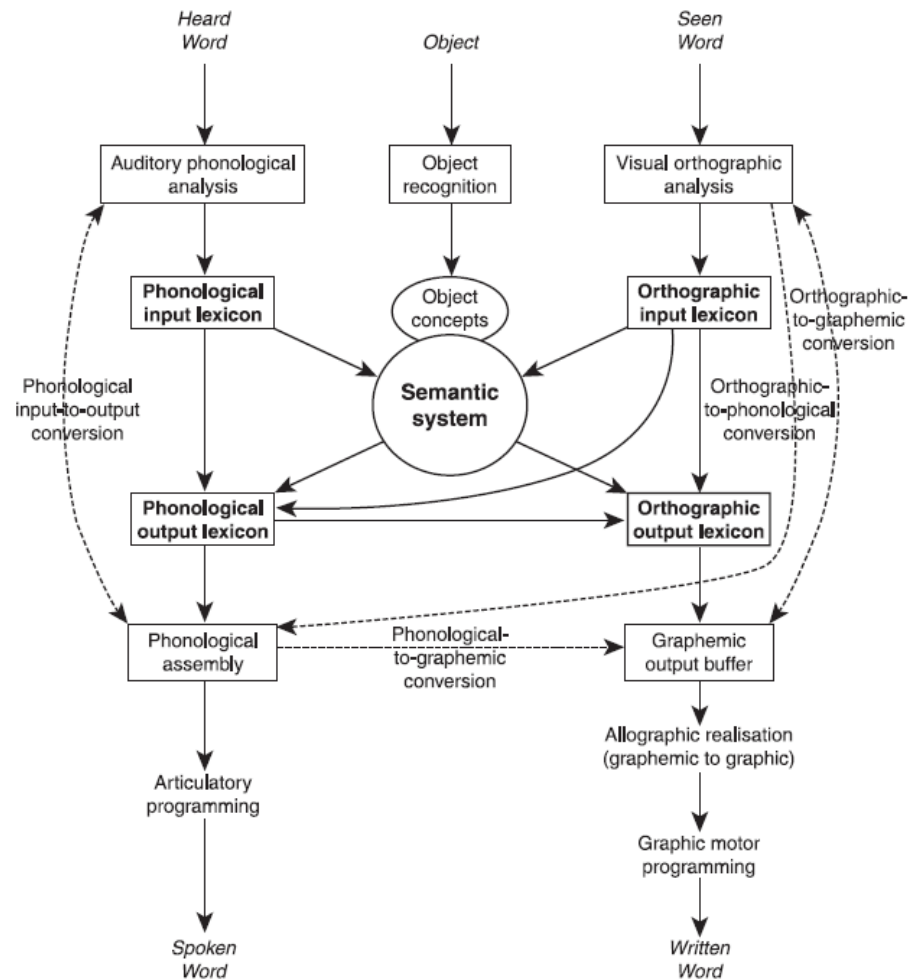 Heard
Word
Object
Seen
Word
Auditory phonological
analysis
Object
recognition
Visual orthographic
analysis
Phonological
input lexicon
Object
concepts
Orthographic
input lexicon
Orthographic-
to-graphemic
conversion
Phonological
input-to-output
conversion
Semantic
system
Orthographic-
to-phonological
conversion
Phonological
output lexicon
Orthographic
output lexicon
Phonological
assembly
Phonological-
to-graphemic
conversion
Graphemic
output buffer
Allographic realisation
(graphemic to graphic)
Articulatory
programming
Graphic motor
programming
Spoken
Word
Written
Word